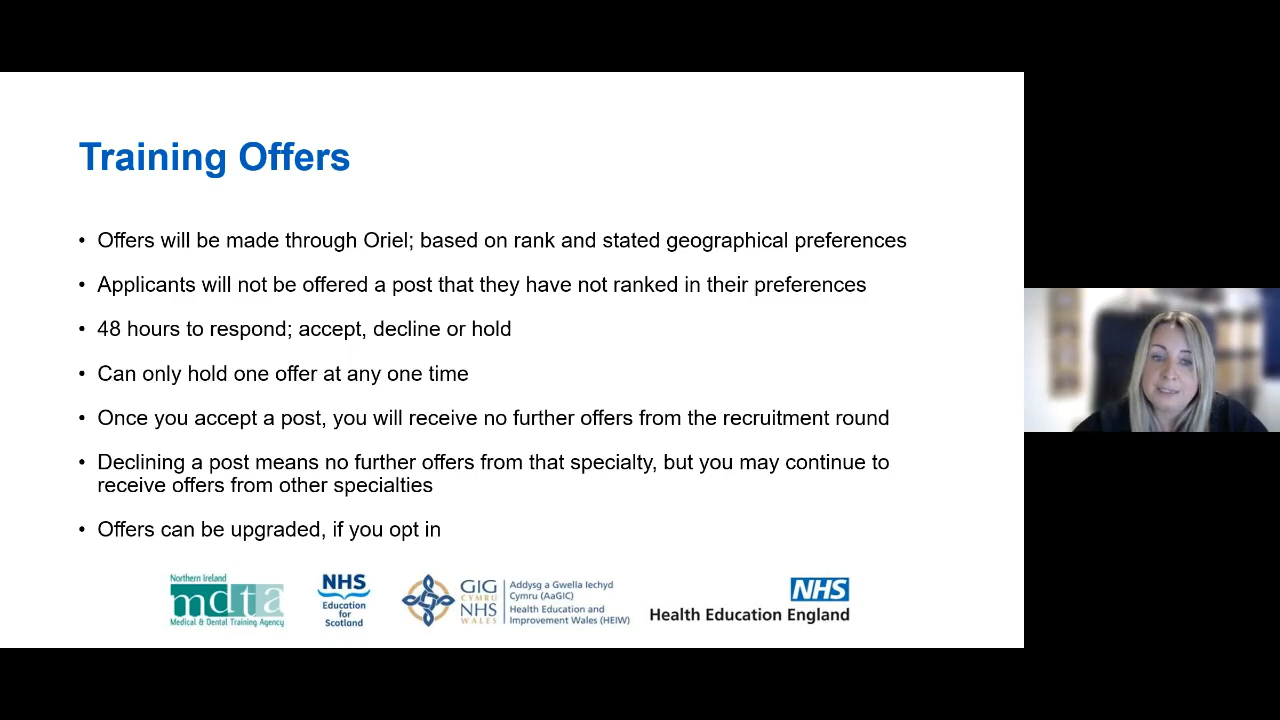 Training Offers
• Offers will be made through Oriel; based on rank and stated geographical preferences
• Applicants will not be offered a post that they have not ranked in their preferences
• 48 hours to respond; accept, decline or hold
• Can only hold one offer at any one time
• Once you accept a post, you will receive no further offers from the recruitment round
• Declining a post means no further offers from that specialty, but you may continue to
receive offers from other specialties
• Offers can be upgraded, if you opt in
Northern Ireland
mdta
Medical & Dental Training Agency
NHS
Education
for
Scotland
GIG
CYMRU
NHS
WALES
Addysg a Gwella Iechyd
Cymru (AaGIC)
Health Education and
Improvement Wales (HEIW)
NHS
Health Education England